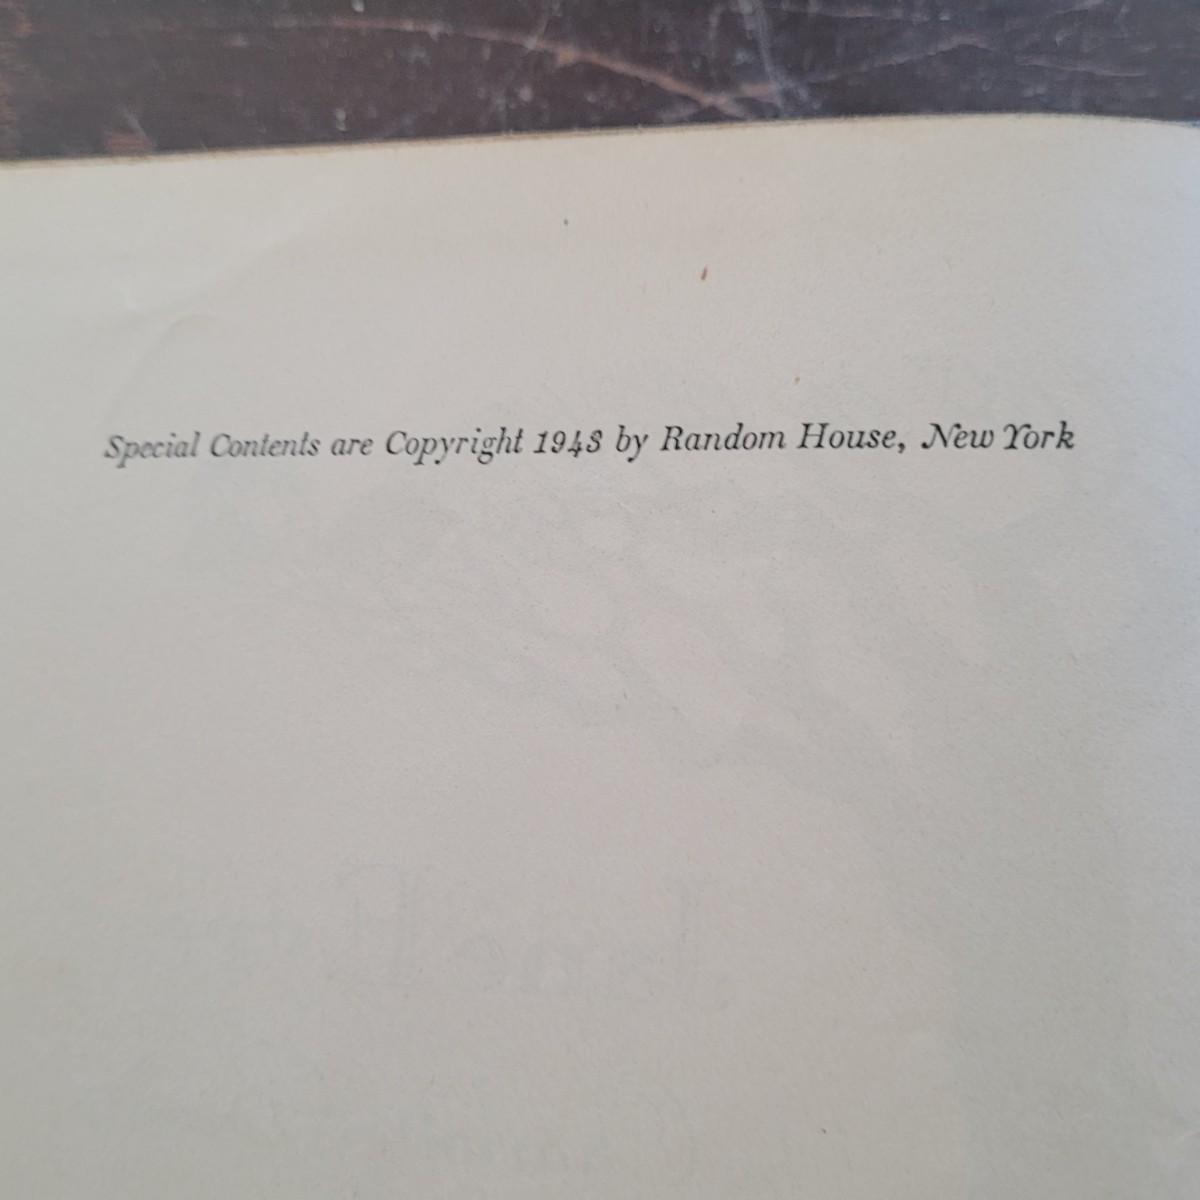 Special Contents are Copyright 1943 by Random House, New York